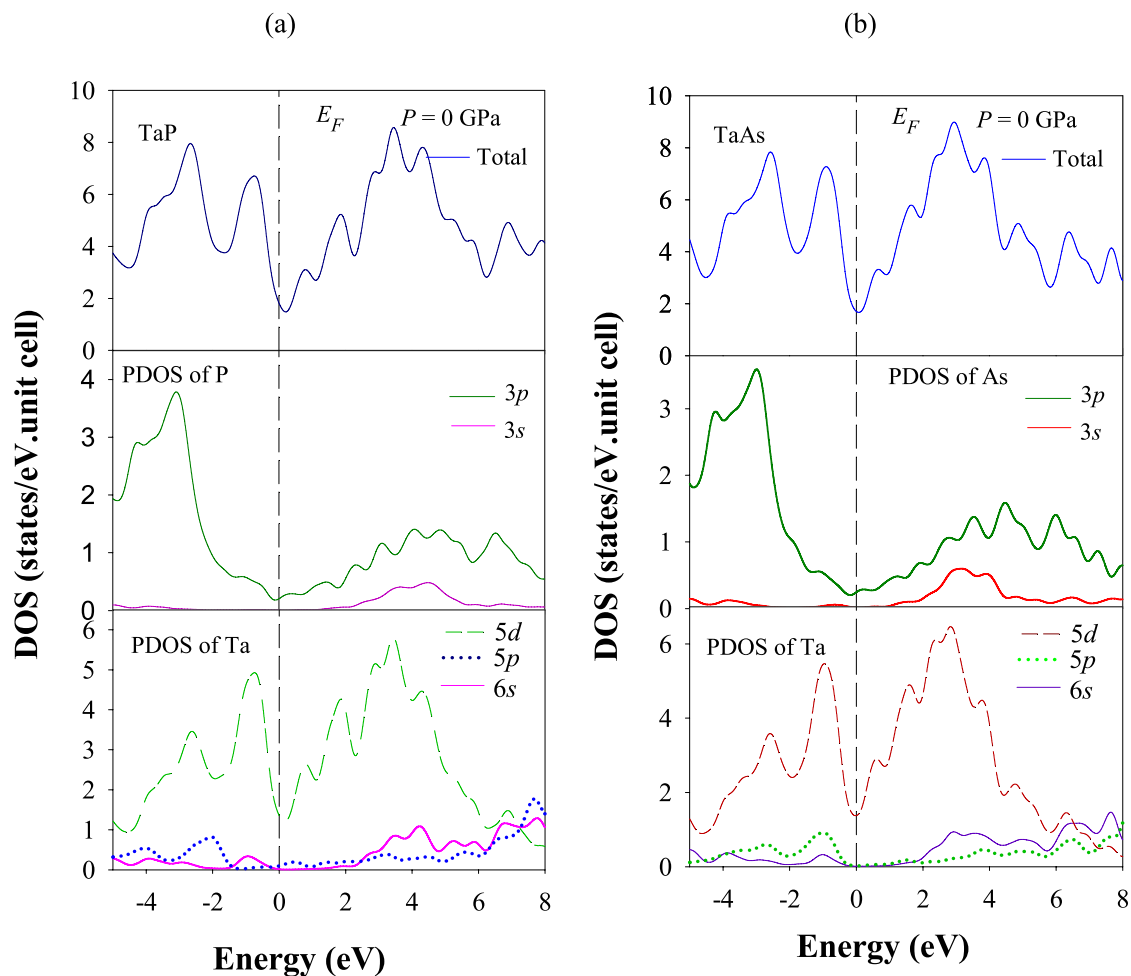 (a)
DOS (states/eV.unit cell)
10
8
6
4
2
0
TaP
E_F
P = 0 GPa
Total
4
3
2
1
0
PDOS of P
3p
3s
6
5
4
3
2
1
0
PDOS of Ta
5d
5p
6s
-4 -2 0 2 4 6 8
Energy (eV)
(b)
DOS (states/eV.unit cell)
10
8
6
4
2
0
TaAs
E_F
P = 0 GPa
Total
3
2
1
0
PDOS of As
3p
3s
6
4
2
0
PDOS of Ta
5d
5p
6s
-4 -2 0 2 4 6 8
Energy (eV)